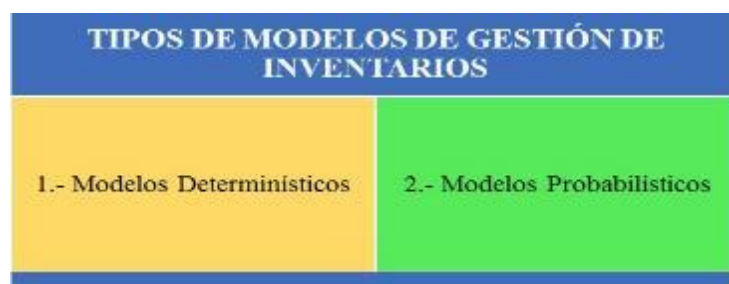 TIPOS DE MODELOS DE GESTIÓN DE
INVENTARIOS
1.- Modelos Determinísticos
2.- Modelos Probabilísticos